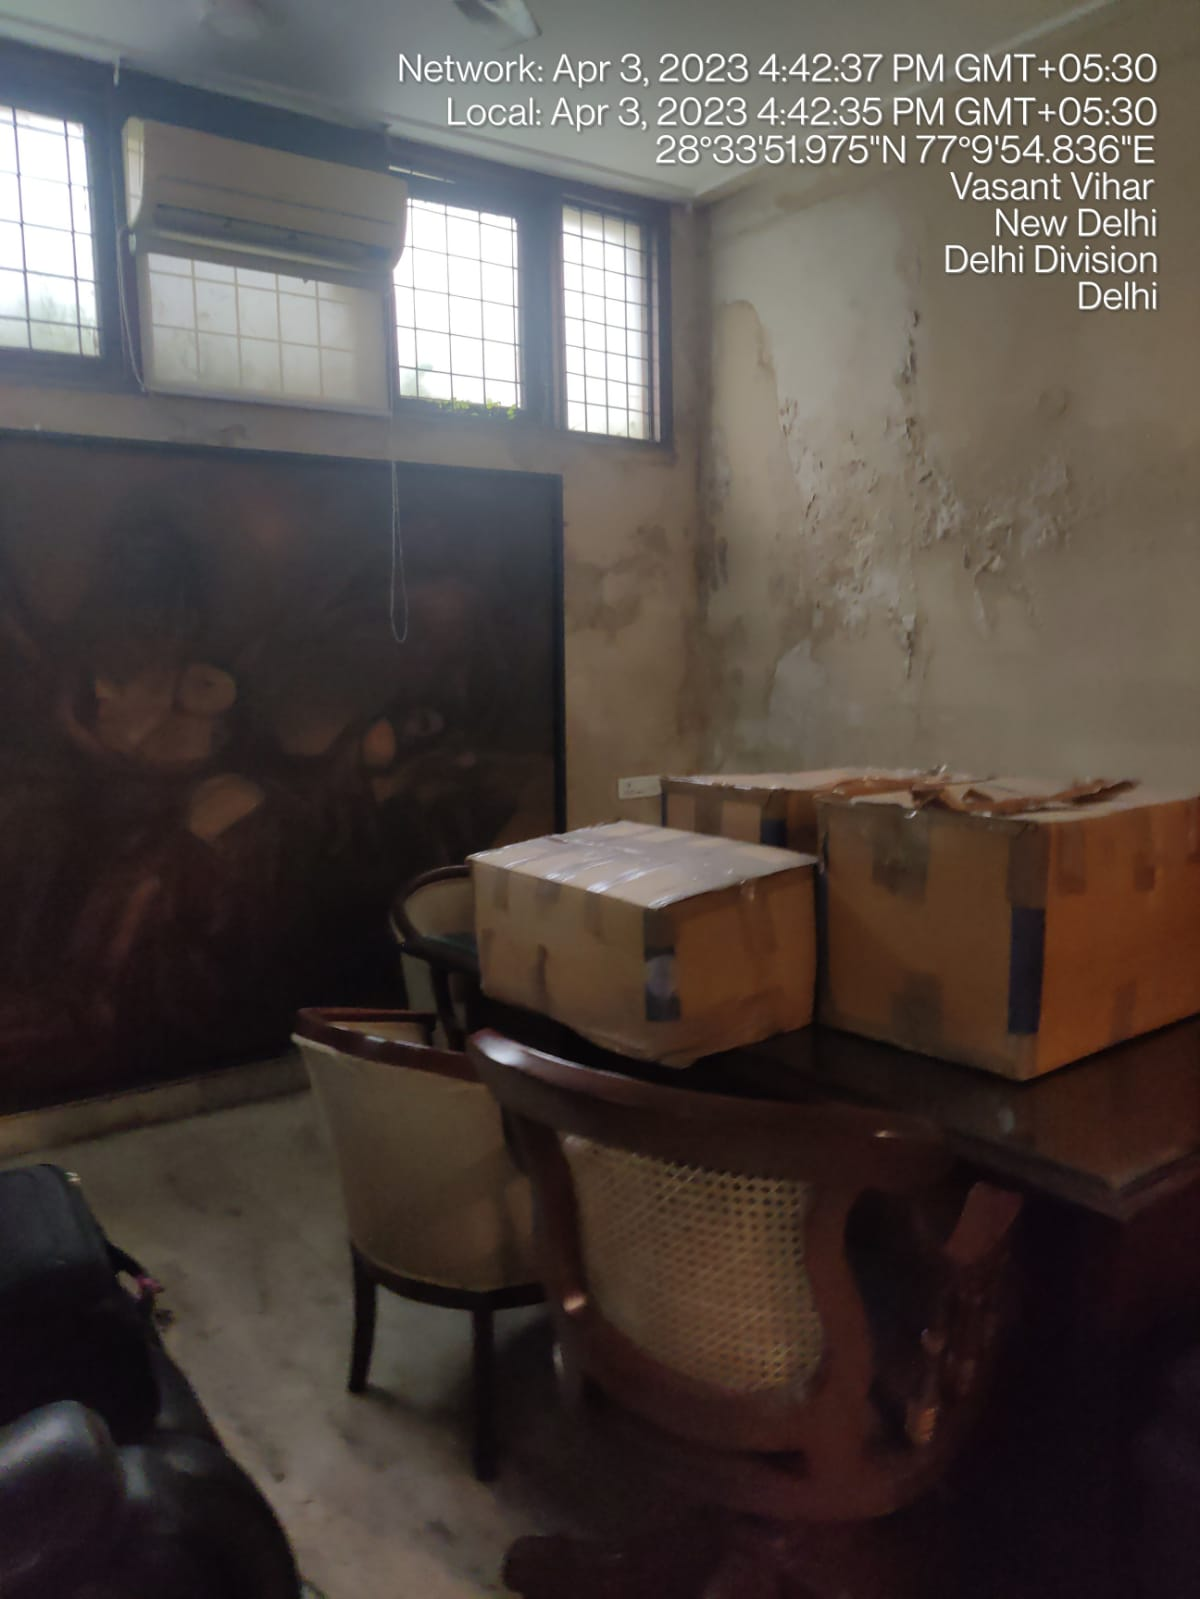 Network: Apr 3, 2023 4:42:37 PM GMT+05:30
Local: Apr 3, 2023 4:42:35 PM GMT+05:30
28°33'51.975"N 77°9'54.836"E
Vasant Vihar
New Delhi
Delhi Division
Delhi